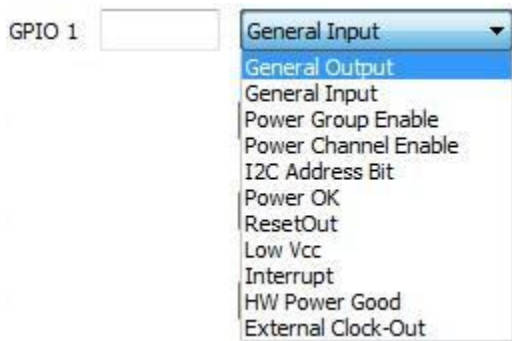 GPIO 1 General Input
General Output
General Input
Power Group Enable
Power Channel Enable
I2C Address Bit
Power OK
ResetOut
Low Vcc
Interrupt
HW Power Good
External Clock-Out